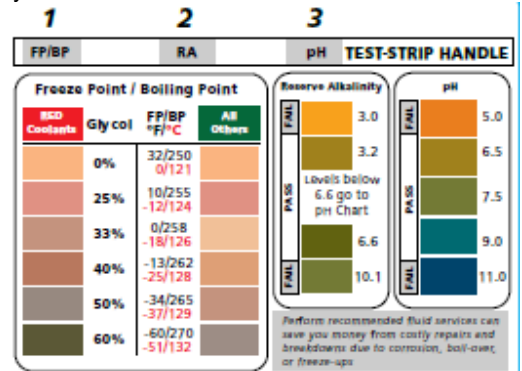 1 2 3
FP/BP RA pH TEST-STRIP HANDLE
Freeze Point / Boiling Point
RED Coolants Glycol FP/BP °F/°C All Others
0% 32/250 0/121
25% 10/255 -12/124
33% 0/258 -18/126
40% -13/262 -25/128
50% -34/265 -37/129
60% -60/270 -51/132
Reserve Alkalinity
FAIL 3.0
3.2
PASS
Levels below
6.6 go to
pH Chart
6.6
FAIL 10.1
pH
FAIL 5.0
6.5
PASS 7.5
9.0
FAIL 11.0
Perform recommended fluid services can
save you money from costly repairs and
breakdowns due to corrosion, boil-over,
or freeze-ups